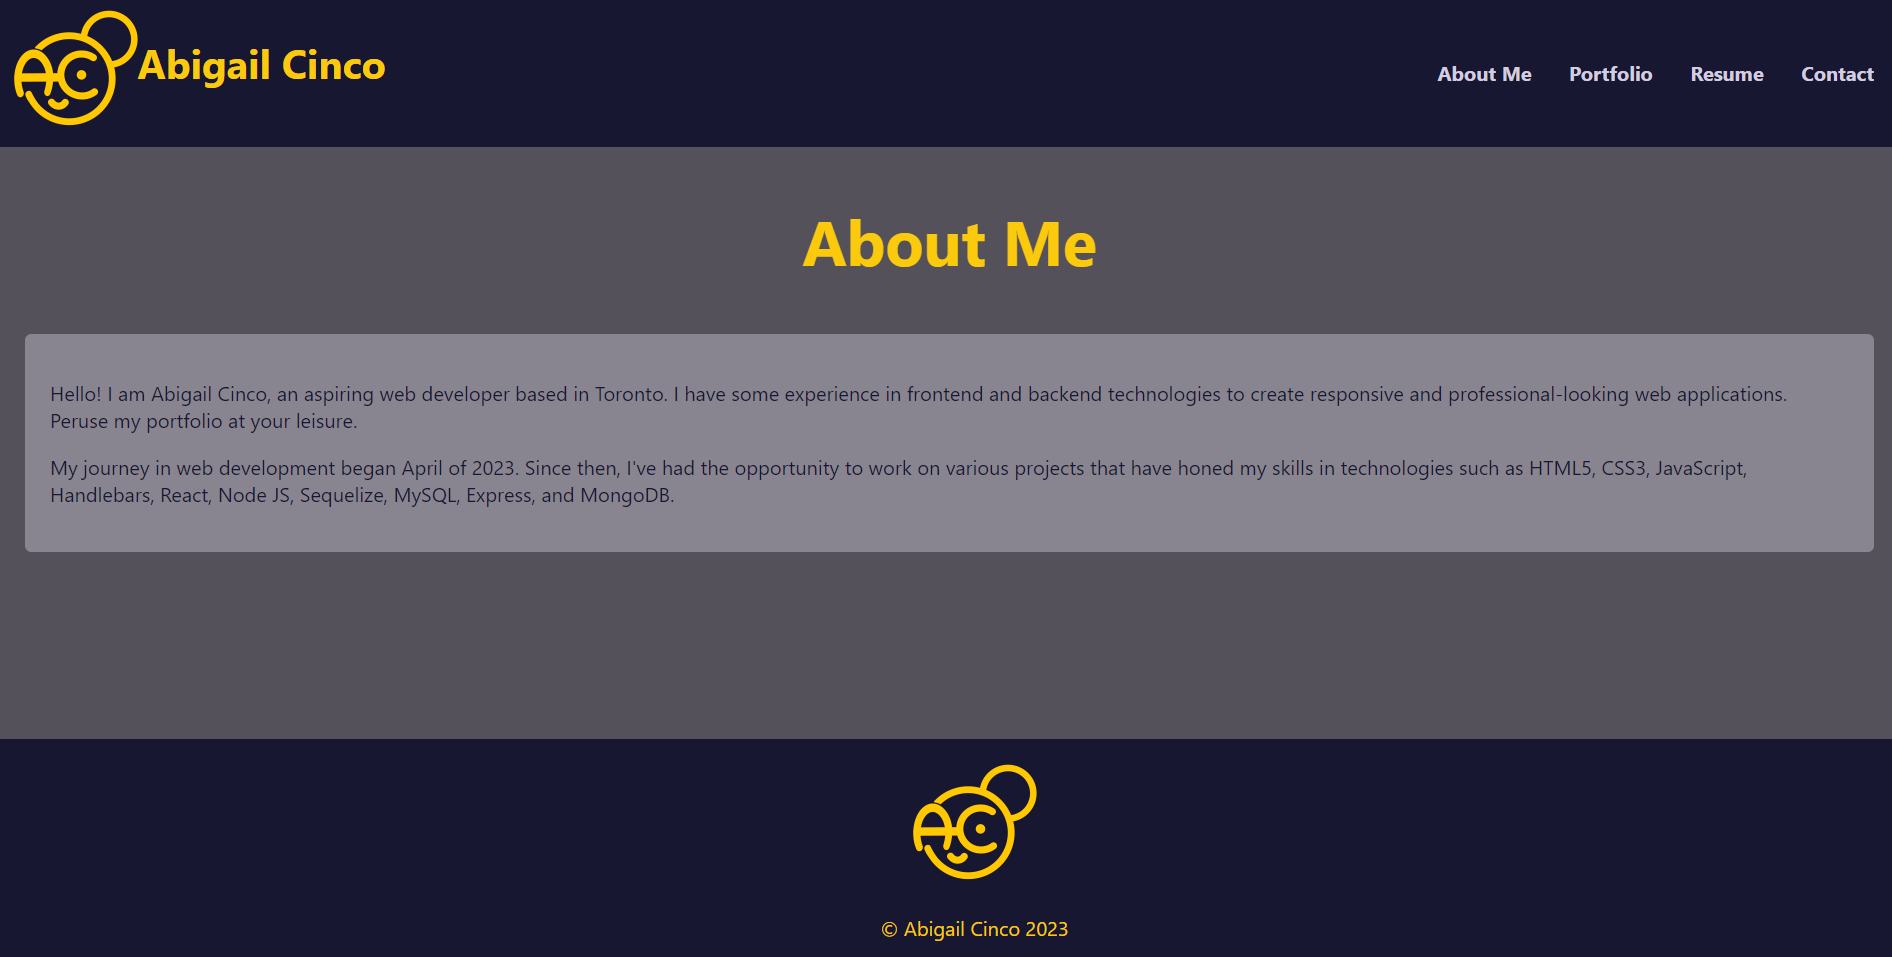 Abigail Cinco
About Me
Portfolio
Resume
Contact
About Me
Hello! I am Abigail Cinco, an aspiring web developer based in Toronto. I have some experience in frontend and backend technologies to create responsive and professional-looking web applications.
Peruse my portfolio at your leisure.
My journey in web development began April of 2023. Since then, I've had the opportunity to work on various projects that have honed my skills in technologies such as HTML5, CSS3, JavaScript,
Handlebars, React, Node JS, Sequelize, MySQL, Express, and MongoDB.
© Abigail Cinco 2023